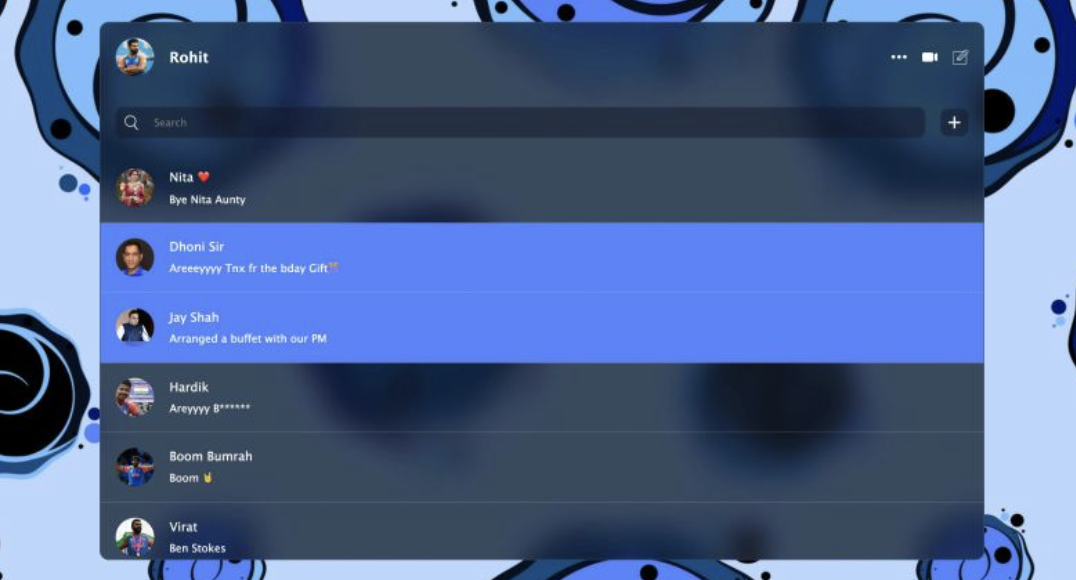 Rohit
Search
Nita ❤️
Bye Nita Aunty
Dhoni Sir
Areeeyyyy Tnx fr the bday Gift🎊
Jay Shah
Arranged a buffet with our PM
Hardik
Areyyyy B******
Boom Bumrah
Boom 🤘
Virat
Ben Stokes